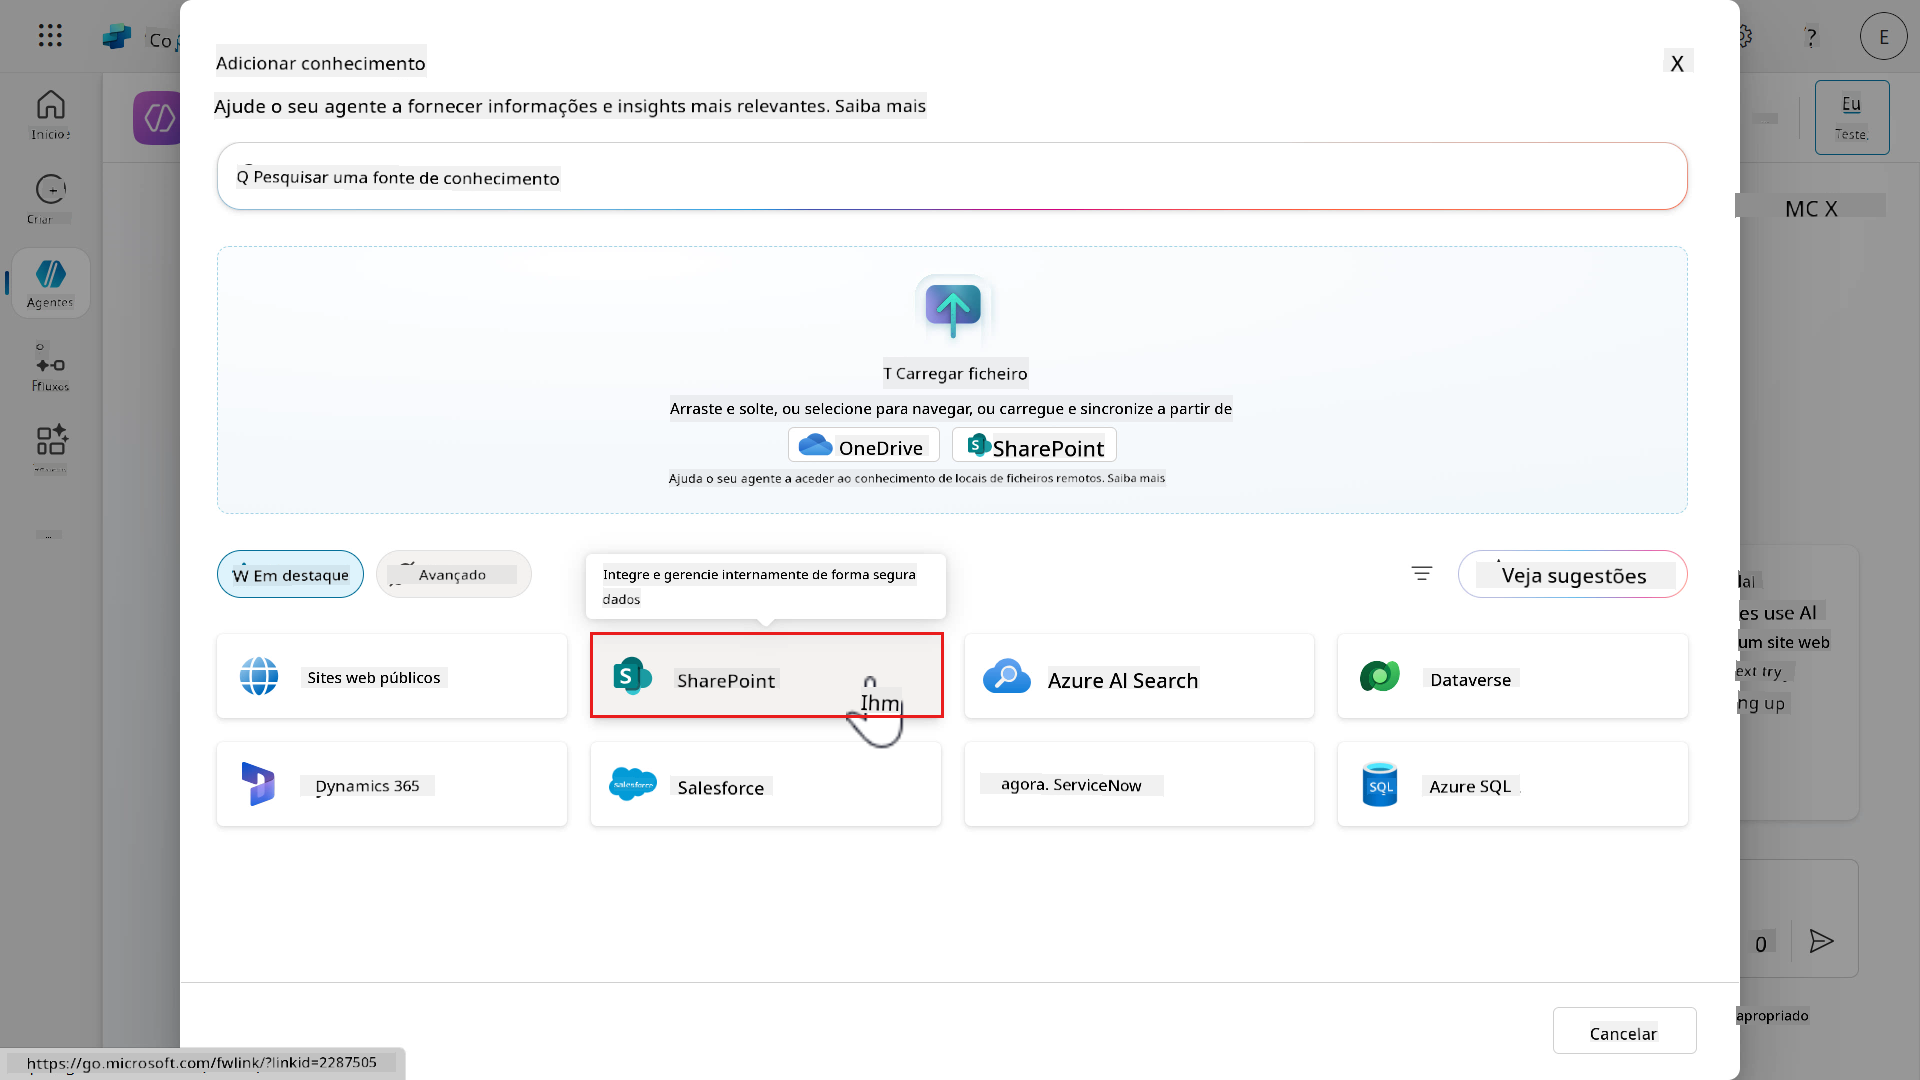 Co
?
E
Adicionar conhecimento
X
Ajude o seu agente a fornecer informações e insights mais relevantes. Saiba mais
Inicios
Eu
Teste.
Q Pesquisar uma fonte de conhecimento
Criar
MC X
Agentes
T Carregar ficheiro
Ffluxos
Arraste e solte, ou selecione para navegar, ou carregue e sincronize a partir de
OneDrive
SharePoint
Ajuda o seu agente a aceder ao conhecimento de locais de ficheiros remotos. Saiba mais
...
W Em destaque
Avançado
Integre e gerencie internamente de forma segura
dados
Veja sugestões
lai
es use AI
um site web
ext try
ng up
Sites web públicos
SharePoint
Ihm
Azure AI Search
Dataverse
Dynamics 365
salesforce
Salesforce
agora. ServiceNow
SQL
Azure SQL
0
apropriado
Cancelar
https://go.microsoft.com/fwlink/?linkid=2287505